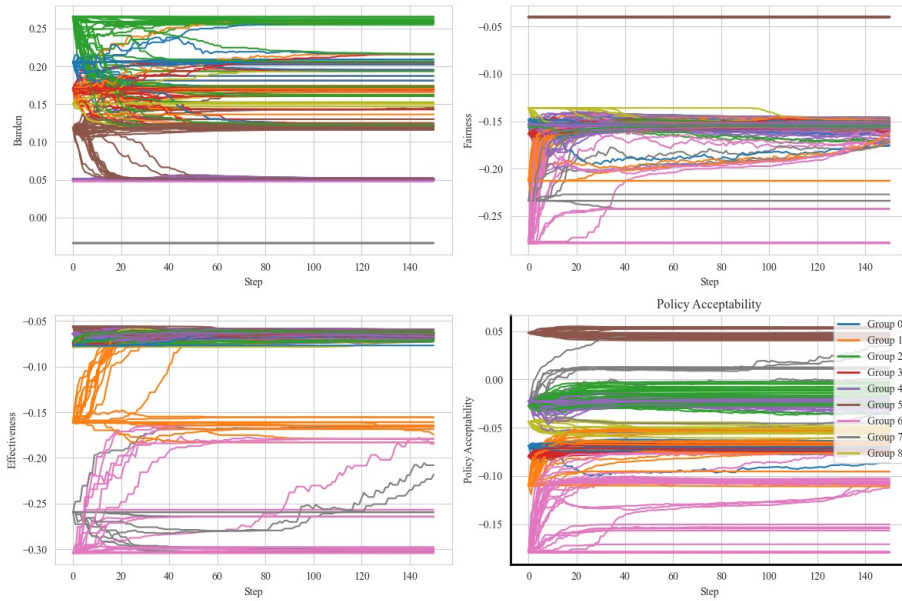 0.25
0.20
0.15
0.10
0.05
0.00
Burden
0 20 40 60 80 100 120 140
Step
−0.05
−0.10
−0.15
−0.20
−0.25
Fairness
0 20 40 60 80 100 120 140
Step
−0.05
−0.10
−0.15
−0.20
−0.25
−0.30
Effectiveness
0 20 40 60 80 100 120 140
Step
Policy Acceptability
0.05
0.00
−0.05
−0.10
−0.15
Policy Acceptability
0 20 40 60 80 100 120 140
Step
Group 0
Group 1
Group 2
Group 3
Group 4
Group 5
Group 6
Group 7
Group 8